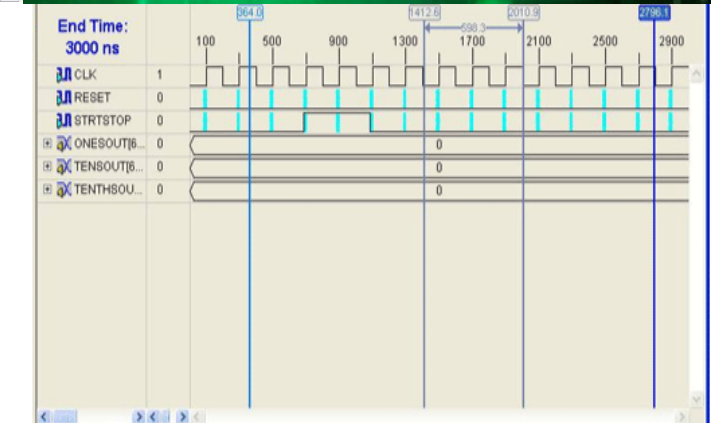 364.0 1412.6 2010.9 2796.1
End Time:
3000 ns
598.3
100 500 900 1300 1700 2100 2500 2900
CLK 1
RESET 0
STRTSTOP 0
ONESOUT[6... 0 0
TENSOUT[6... 0 0
TENTHSOU... 0 0